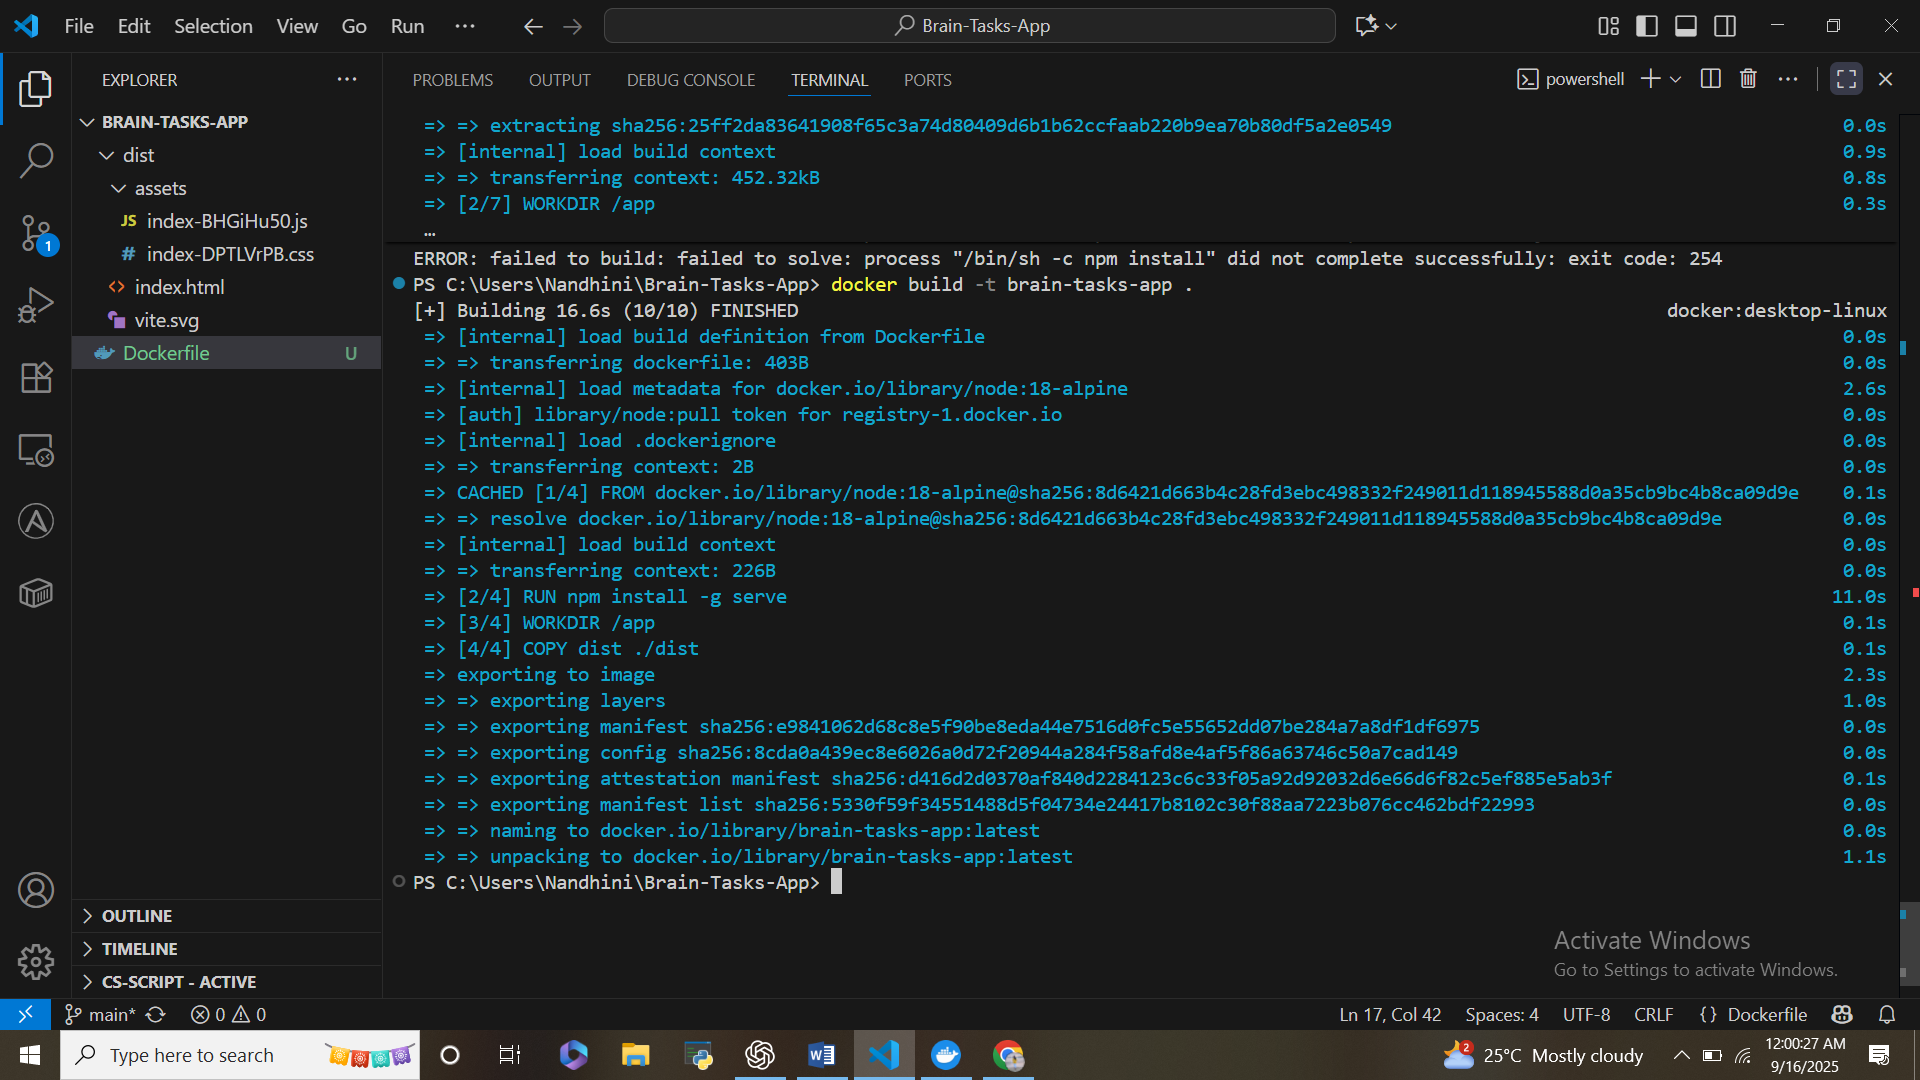 File Edit Selection View Go Run ··· Brain-Tasks-App
EXPLORER ···
BRAIN-TASKS-APP
dist
assets
JS index-BHGiHu50.js
# index-DPTLVrPB.css
<> index.html
vite.svg
Dockerfile U
OUTLINE
TIMELINE
CS-SCRIPT - ACTIVE
1
PROBLEMS OUTPUT DEBUG CONSOLE TERMINAL PORTS powershell ···
=> => extracting sha256:25ff2da83641908f65c3a74d80409d6b1b62ccfaab220b9ea70b80df5a2e0549 0.0s
=> [internal] load build context 0.9s
=> => transferring context: 452.32kB 0.8s
=> [2/7] WORKDIR /app 0.3s
…
ERROR: failed to build: failed to solve: process "/bin/sh -c npm install" did not complete successfully: exit code: 254
PS C:\Users\Nandhini\Brain-Tasks-App> docker build -t brain-tasks-app .
[+] Building 16.6s (10/10) FINISHED docker:desktop-linux
=> [internal] load build definition from Dockerfile 0.0s
=> => transferring dockerfile: 403B 0.0s
=> [internal] load metadata for docker.io/library/node:18-alpine 2.6s
=> [auth] library/node:pull token for registry-1.docker.io 0.0s
=> [internal] load .dockerignore 0.0s
=> => transferring context: 2B 0.0s
=> CACHED [1/4] FROM docker.io/library/node:18-alpine@sha256:8d6421d663b4c28fd3ebc498332f249011d118945588d0a35cb9bc4b8ca09d9e 0.1s
=> => resolve docker.io/library/node:18-alpine@sha256:8d6421d663b4c28fd3ebc498332f249011d118945588d0a35cb9bc4b8ca09d9e 0.0s
=> [internal] load build context 0.0s
=> => transferring context: 226B 0.0s
=> [2/4] RUN npm install -g serve 11.0s
=> [3/4] WORKDIR /app 0.1s
=> [4/4] COPY dist ./dist 0.1s
=> exporting to image 2.3s
=> => exporting layers 1.0s
=> => exporting manifest sha256:e9841062d68c8e5f90be8eda44e7516d0fc5e55652dd07be284a7a8df1df6975 0.0s
=> => exporting config sha256:8cda0a439ec8e6026a0d72f20944a284f58afd8e4af5f86a63746c50a7cad149 0.0s
=> => exporting attestation manifest sha256:d416d2d0370af840d2284123c6c33f05a92d92032d6e66d6f82c5ef885e5ab3f 0.1s
=> => exporting manifest list sha256:5330f59f34551488d5f04734e24417b8102c30f88aa7223b076cc462bdf22993 0.0s
=> => naming to docker.io/library/brain-tasks-app:latest 0.0s
=> => unpacking to docker.io/library/brain-tasks-app:latest 1.1s
PS C:\Users\Nandhini\Brain-Tasks-App>
Activate Windows
Go to Settings to activate Windows.
main* 0 0 Ln 17, Col 42 Spaces: 4 UTF-8 CRLF {} Dockerfile
Type here to search 2 25°C Mostly cloudy 12:00:27 AM
9/16/2025